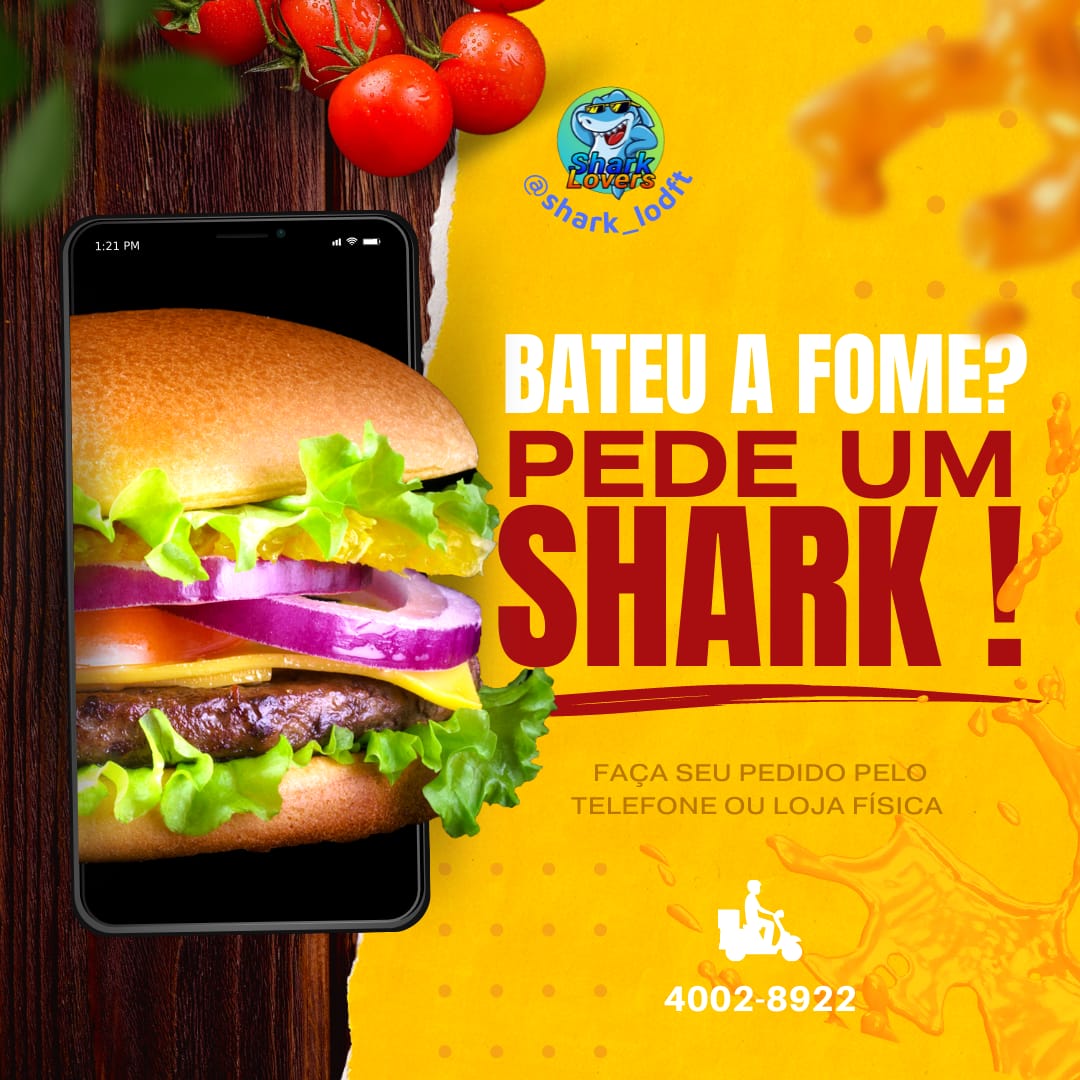 Shark
Lovers
@shark_lodft
1:21 PM
BATEU A FOME?
PEDE UM
SHARK !
FAÇA SEU PEDIDO PELO
TELEFONE OU LOJA FÍSICA
4002-8922